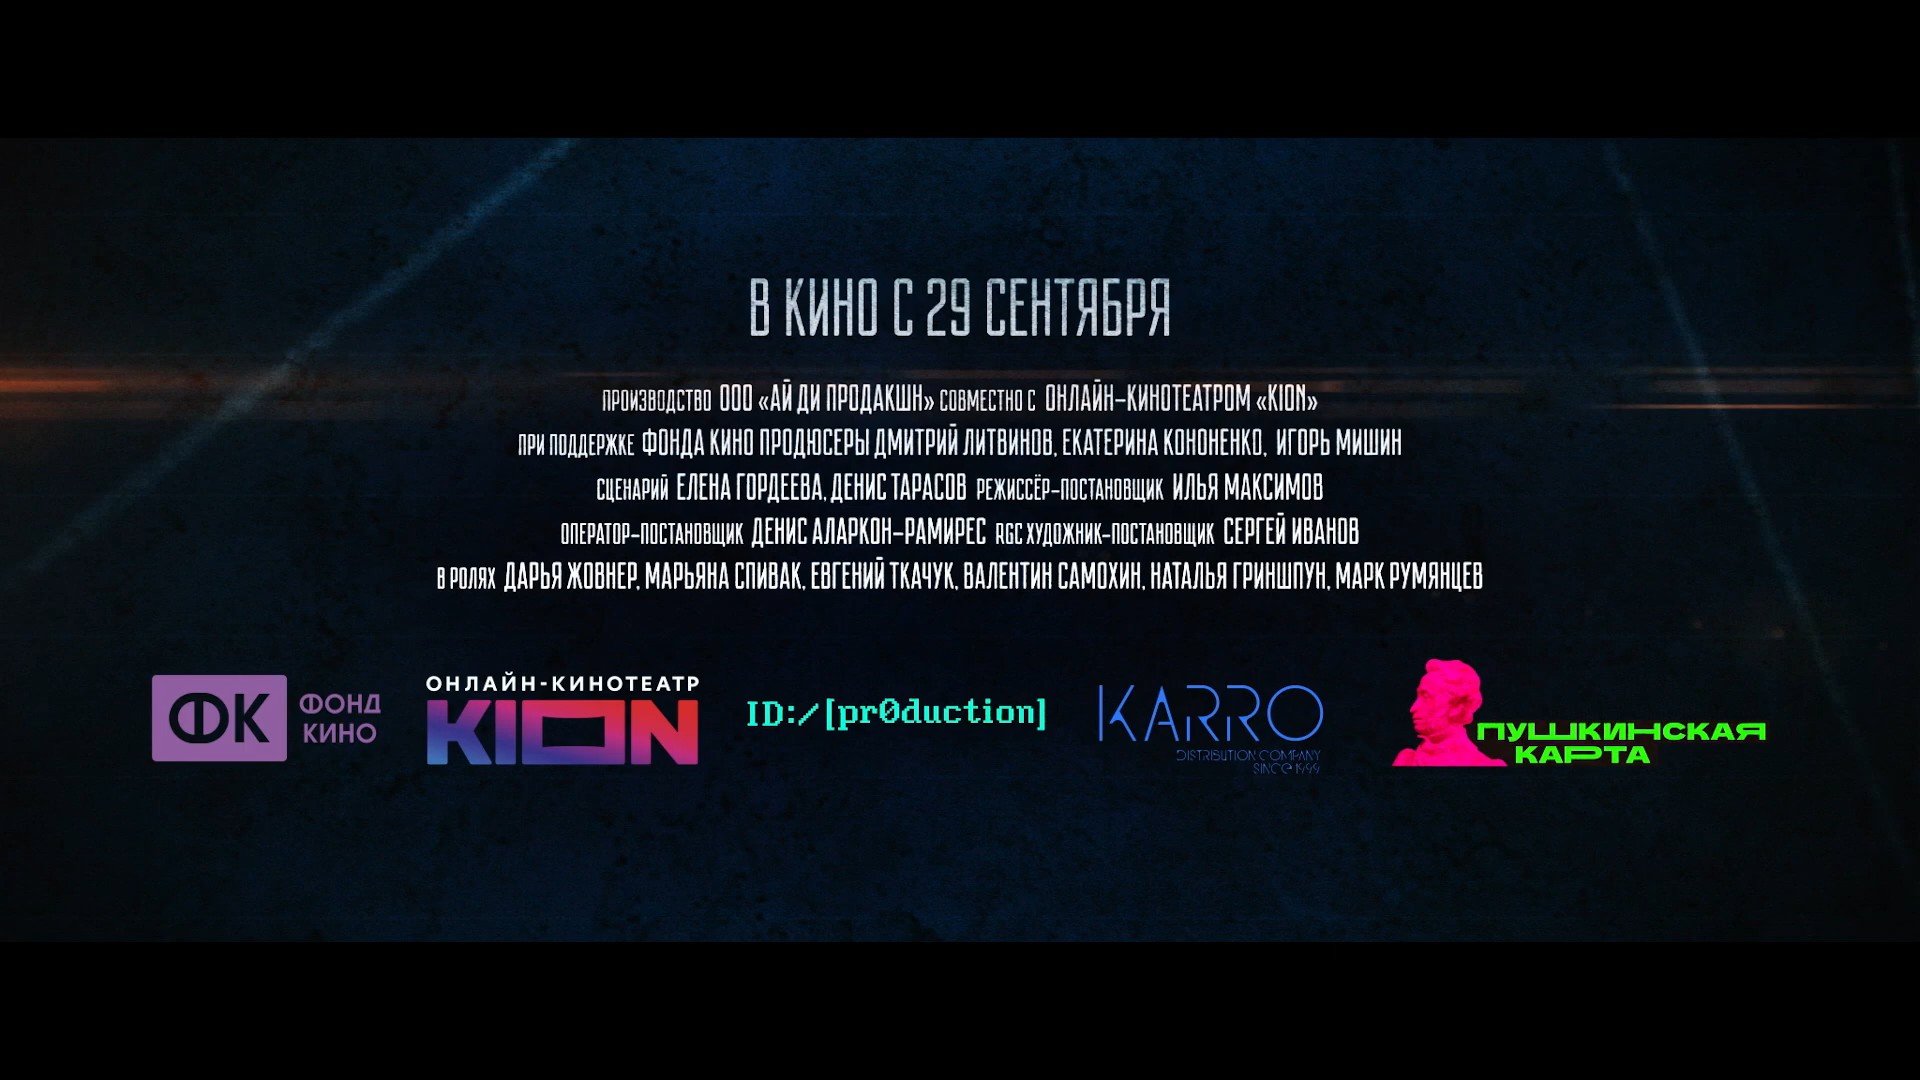 В КИНО С 29 СЕНТЯБРЯ
ПРОИЗВОДСТВО ООО «АЙ ДИ ПРОДАКШН» СОВМЕСТНО С ОНЛАЙН-КИНОТЕАТРОМ «KION»
ПРИ ПОДДЕРЖКЕ ФОНДА КИНО ПРОДЮСЕРЫ ДМИТРИЙ ЛИТВИНОВ, ЕКАТЕРИНА КОНОНЕНКО, ИГОРЬ МИШИН
СЦЕНАРИЙ ЕЛЕНА ГОРДЕЕВА, ДЕНИС ТАРАСОВ РЕЖИССЁР-ПОСТАНОВЩИК ИЛЬЯ МАКСИМОВ
ОПЕРАТОР-ПОСТАНОВЩИК ДЕНИС АЛАРКОН-РАМИРЕС RGC ХУДОЖНИК-ПОСТАНОВЩИК СЕРГЕЙ ИВАНОВ
В РОЛЯХ ДАРЬЯ ЖОВНЕР, МАРЬЯНА СПИВАК, ЕВГЕНИЙ ТКАЧУК, ВАЛЕНТИН САМОХИН, НАТАЛЬЯ ГРИНШПУН, МАРК РУМЯНЦЕВ
ФК ФОНД
КИНО
ОНЛАЙН-КИНОТЕАТР
KION
ID:/[pr0duction]
KARRO
DISTRIBUTION COMPANY
SINCE 1999
ПУШКИНСКАЯ
КАРТА